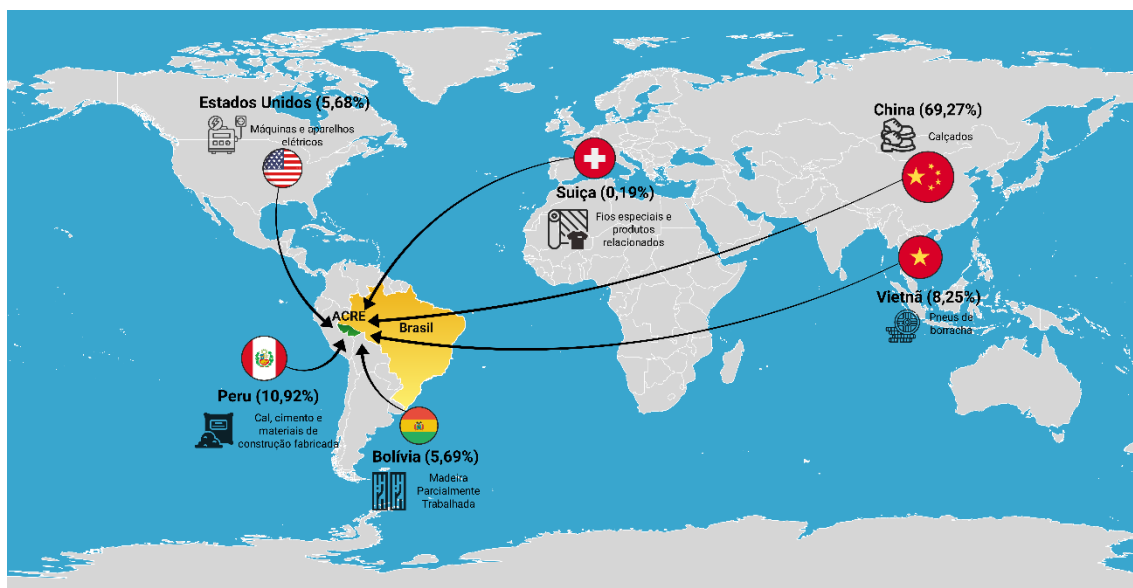 Estados Unidos (5,68%)
Máquinas e aparelhos
elétricos
China (69,27%)
Calçados
Suiça (0,19%)
Fios especiais e
produtos
relacionados
Vietnã (8,25%)
Pneus de
borracha
ACRE
Brasil
Peru (10,92%)
Cal, cimento e
materiais de
construção fabricada
Bolívia (5,69%)
Madeira
Parcialmente
Trabalhada